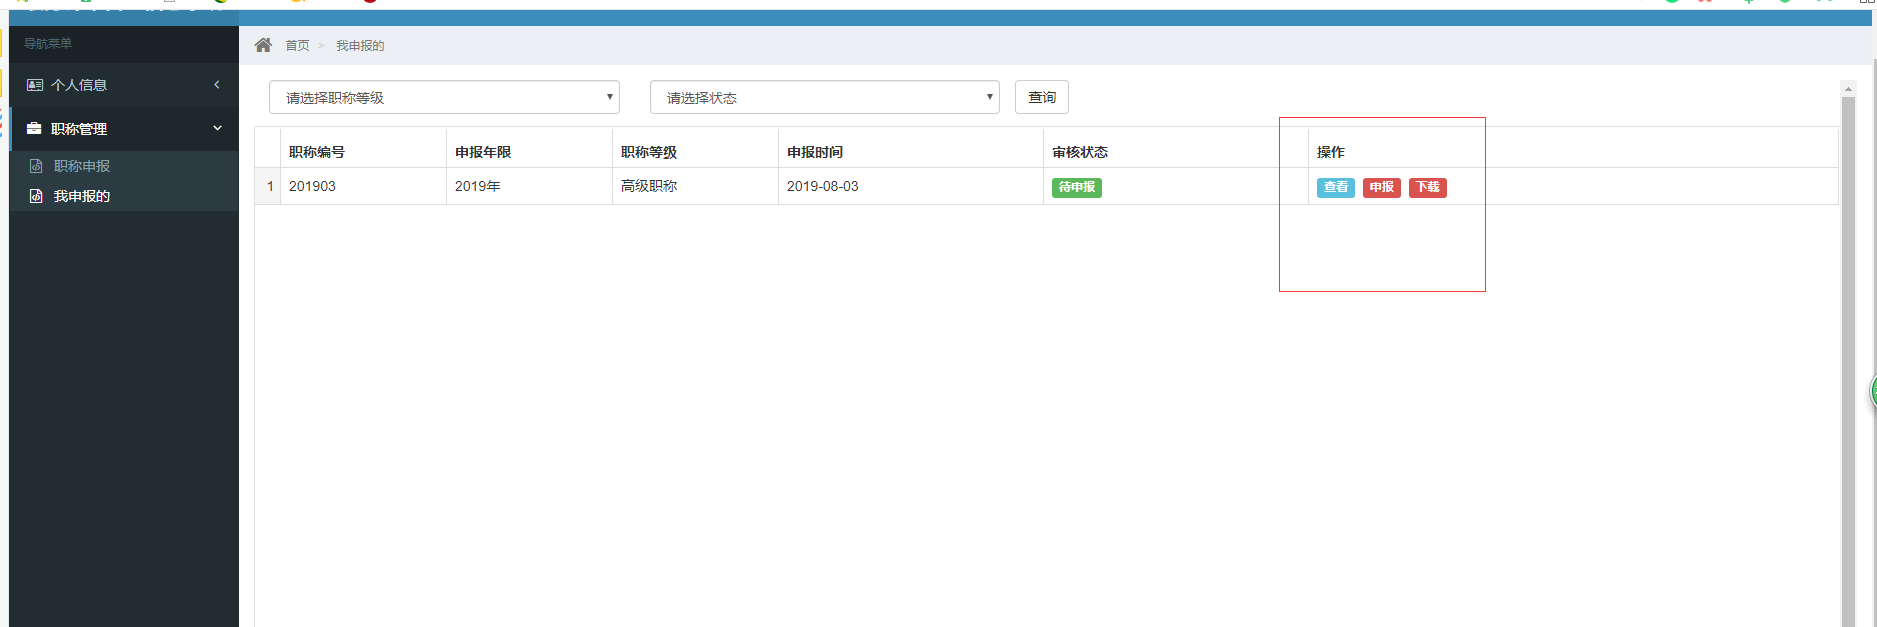 导航菜单
个人信息
职称管理
职称申报
我申报的
首页 > 我申报的
请选择职称等级
请选择状态
查询
职称编号 申报年限 职称等级 申报时间 审核状态 操作
1 201903 2019年 高级职称 2019-08-03 待申报 查看 申报 下载